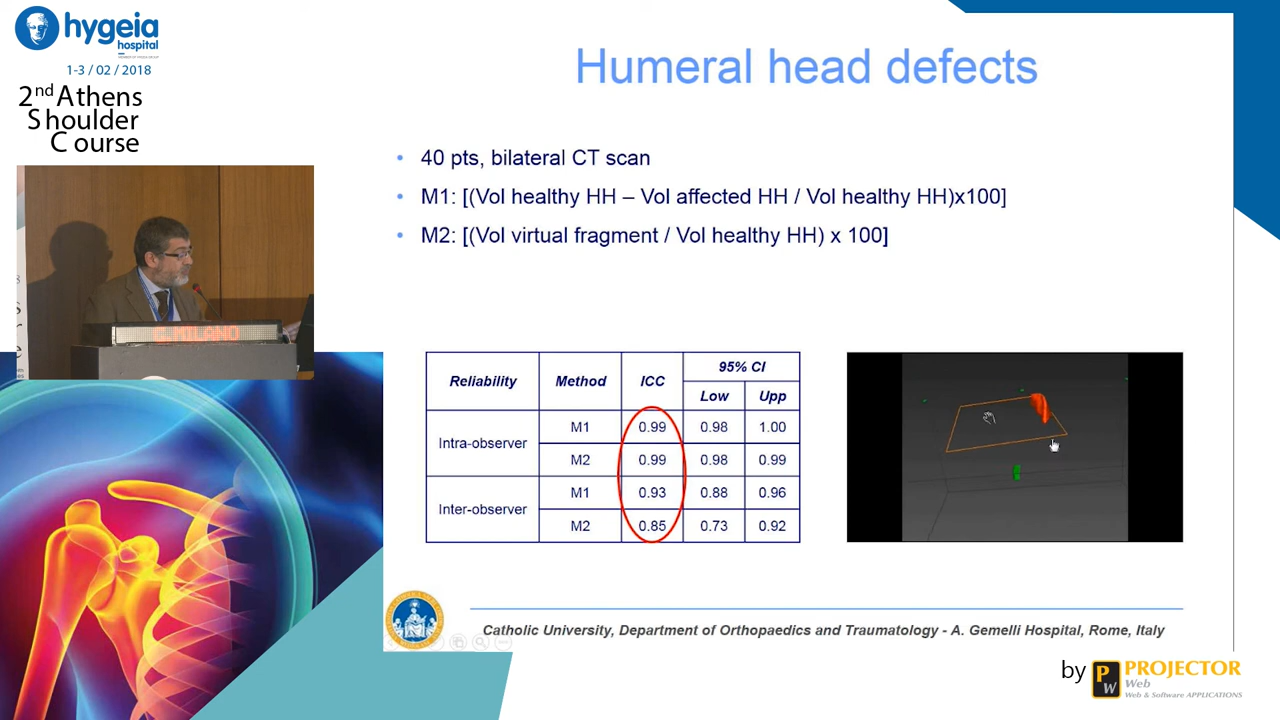 hygeia
hospital
1-3 / 02 / 2018
2nd Athens
Shoulder
Course
G. MILANO
Humeral head defects
• 40 pts, bilateral CT scan
• M1: [(Vol healthy HH – Vol affected HH / Vol healthy HH)x100]
• M2: [(Vol virtual fragment / Vol healthy HH) x 100]
Reliability Method ICC 95% CI
Low Upp
Intra-observer M1 0.99 0.98 1.00
M2 0.99 0.98 0.99
Inter-observer M1 0.93 0.88 0.96
M2 0.85 0.73 0.92
Catholic University, Department of Orthopaedics and Traumatology - A. Gemelli Hospital, Rome, Italy
by PW PROJECTOR
Web
Web & Software APPLICATIONS